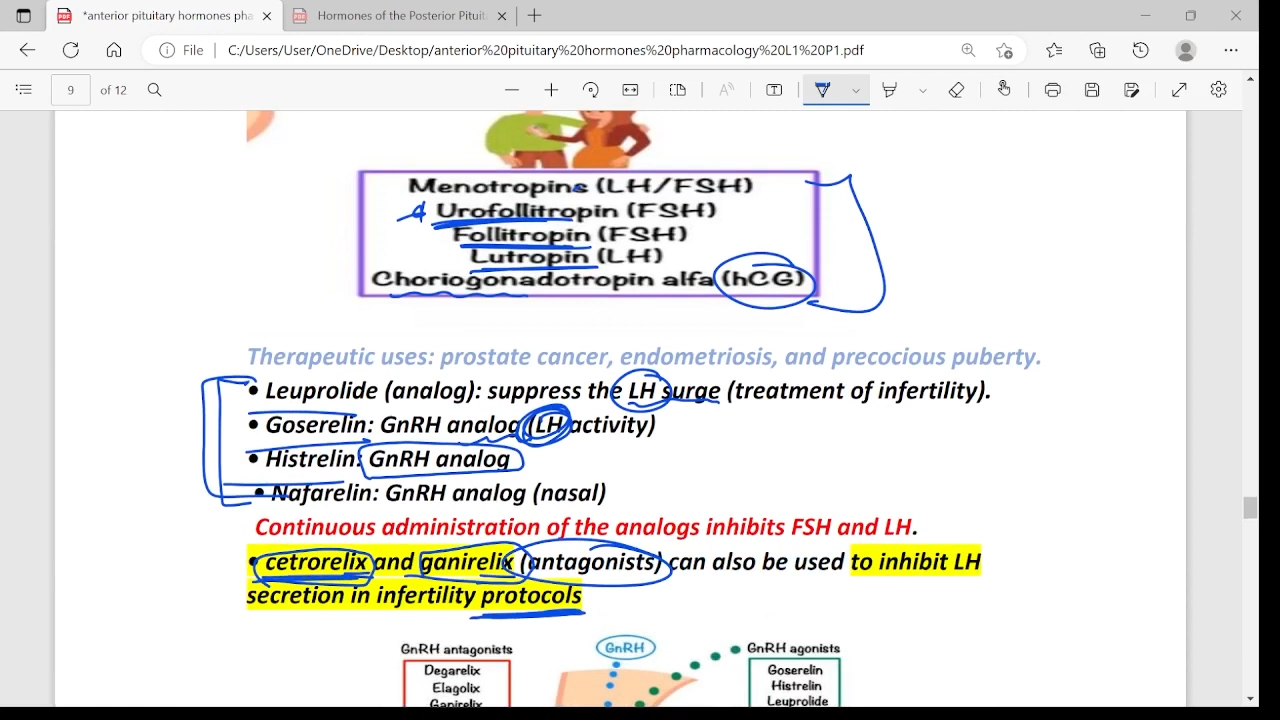 *anterior pituitary hormones pha
Hormones of the Posterior Pituit
File C:/Users/User/OneDrive/Desktop/anterior%20pituitary%20hormones%20pharmacology%20L1%20P1.pdf
9 of 12
Menotropins (LH/FSH)
Urofollitropin (FSH)
Follitropin (FSH)
Lutropin (LH)
Choriogonadotropin alfa (hCG)
Therapeutic uses: prostate cancer, endometriosis, and precocious puberty.
• Leuprolide (analog): suppress the LH surge (treatment of infertility).
• Goserelin: GnRH analog (LH activity)
• Histrelin: GnRH analog
• Nafarelin: GnRH analog (nasal)
Continuous administration of the analogs inhibits FSH and LH.
• cetrorelix and ganirelix (antagonists) can also be used to inhibit LH
secretion in infertility protocols
GnRH antagonists
GnRH
GnRH agonists
Degarelix
Elagolix
Ganirelix
Goserelin
Histrelin
Leuprolide